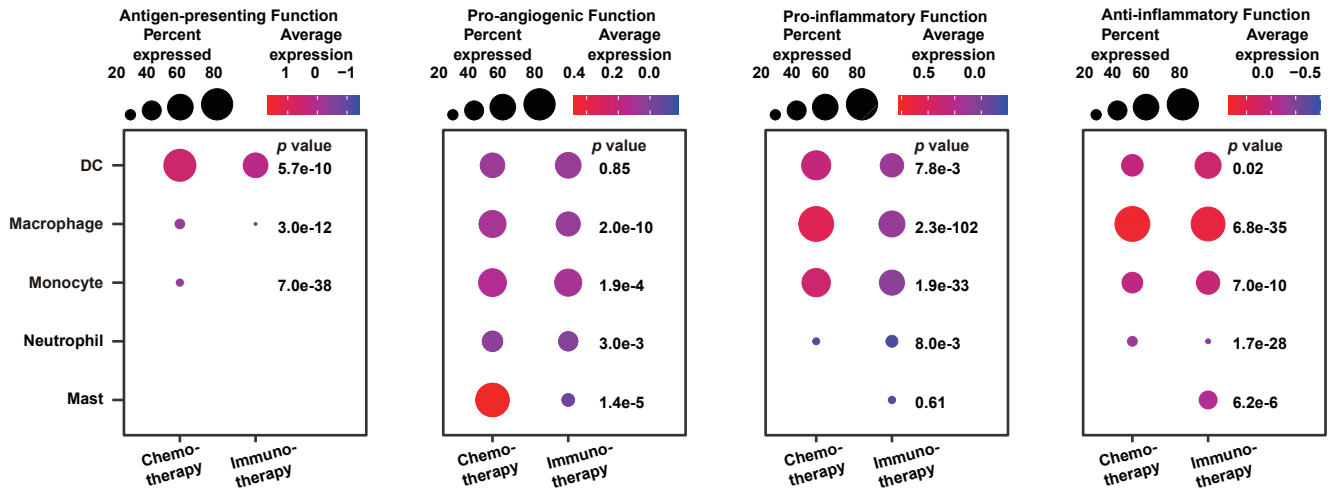 Antigen-presenting Function
Percent expressed
Average expression
20 40 60 80
1 0 −1
Pro-angiogenic Function
Percent expressed
Average expression
20 40 60 80
0.4 0.2 0.0
Pro-inflammatory Function
Percent expressed
Average expression
20 40 60 80
0.5 0.0
Anti-inflammatory Function
Percent expressed
Average expression
20 40 60 80
0.0 −0.5
DC
Macrophage
Monocyte
Neutrophil
Mast
p value
5.7e-10
3.0e-12
7.0e-38
Chemo-
therapy
Immuno-
therapy
p value
0.85
2.0e-10
1.9e-4
3.0e-3
1.4e-5
Chemo-
therapy
Immuno-
therapy
p value
7.8e-3
2.3e-102
1.9e-33
8.0e-3
0.61
Chemo-
therapy
Immuno-
therapy
p value
0.02
6.8e-35
7.0e-10
1.7e-28
6.2e-6
Chemo-
therapy
Immuno-
therapy